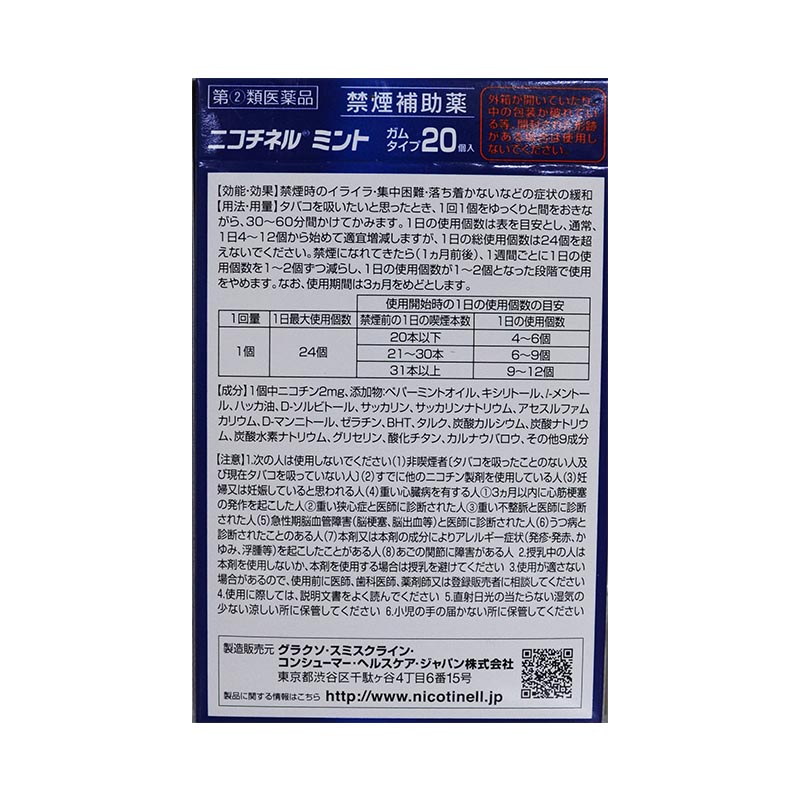 第②類医薬品
禁煙補助薬
ニコチネル® ミント ガムタイプ20個入
外箱が開いていたり
中の包装が破れてい
る等、開封された形跡
がある場合は使用し
ないでください。
【効能・効果】禁煙時のイライラ・集中困難・落ち着かないなどの症状の緩和
【用法・用量】タバコを吸いたいと思ったとき、1回1個をゆっくりと間をおきな
がら、30～60分間かけてかみます。1日の使用個数は表を目安とし、通常、
1日4～12個から始めて適宜増減しますが、1日の総使用個数は24個を超
えないでください。禁煙になれてきたら(1ヵ月前後)、1週間ごとに1日の使
用個数を1～2個ずつ減らし、1日の使用個数が1～2個となった段階で使用
をやめます。なお、使用期間は3ヵ月をめどとします。
使用開始時の1日の使用個数の目安
1回量 1日最大使用個数 禁煙前の1日の喫煙本数 1日の使用個数
1個 24個
20本以下 4～6個
21～30本 6～9個
31本以上 9～12個
【成分】1個中ニコチン2mg、添加物:ペパーミントオイル、キシリトール、l-メントー
ル、ハッカ油、D-ソルビトール、サッカリン、サッカリンナトリウム、アセスルファム
カリウム、D-マンニトール、ゼラチン、BHT、タルク、炭酸カルシウム、炭酸ナトリウ
ム、炭酸水素ナトリウム、グリセリン、酸化チタン、カルナウバロウ、その他9成分
【注意】1.次の人は使用しないでください(1)非喫煙者〔タバコを吸ったことのない人及
び現在タバコを吸っていない人〕(2)すでに他のニコチン製剤を使用している人(3)妊
婦又は妊娠していると思われる人(4)重い心臓病を有する人①3ヵ月以内に心筋梗塞
の発作を起こした人②重い狭心症と医師に診断された人③重い不整脈と医師に診断
された人(5)急性期脳血管障害(脳梗塞、脳出血等)と医師に診断された人(6)うつ病と
診断されたことのある人(7)本剤又は本剤の成分によりアレルギー症状(発疹・発赤、か
ゆみ、浮腫等)を起こしたことがある人(8)あごの関節に障害がある人 2.授乳中の人は
本剤を使用しないか、本剤を使用する場合は授乳を避けてください 3.使用が適さない
場合があるので、使用前に医師、歯科医師、薬剤師又は登録販売者に相談してください
4.使用に際しては、説明文書をよく読んでください 5.直射日光の当たらない湿気の
少ない涼しい所に保管してください 6.小児の手の届かない所に保管してください
製造販売元 グラクソ・スミスクライン・
コンシューマー・ヘルスケア・ジャパン株式会社
東京都渋谷区千駄ヶ谷4丁目6番15号
製品に関する情報はこちら http://www.nicotinell.jp